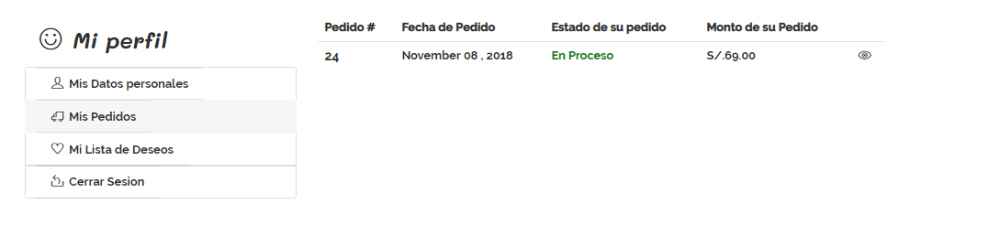 Mi perfil
Mis Datos personales
Mis Pedidos
Mi Lista de Deseos
Cerrar Sesion
Pedido # Fecha de Pedido Estado de su pedido Monto de su Pedido
24 November 08 , 2018 En Proceso S/.69.00